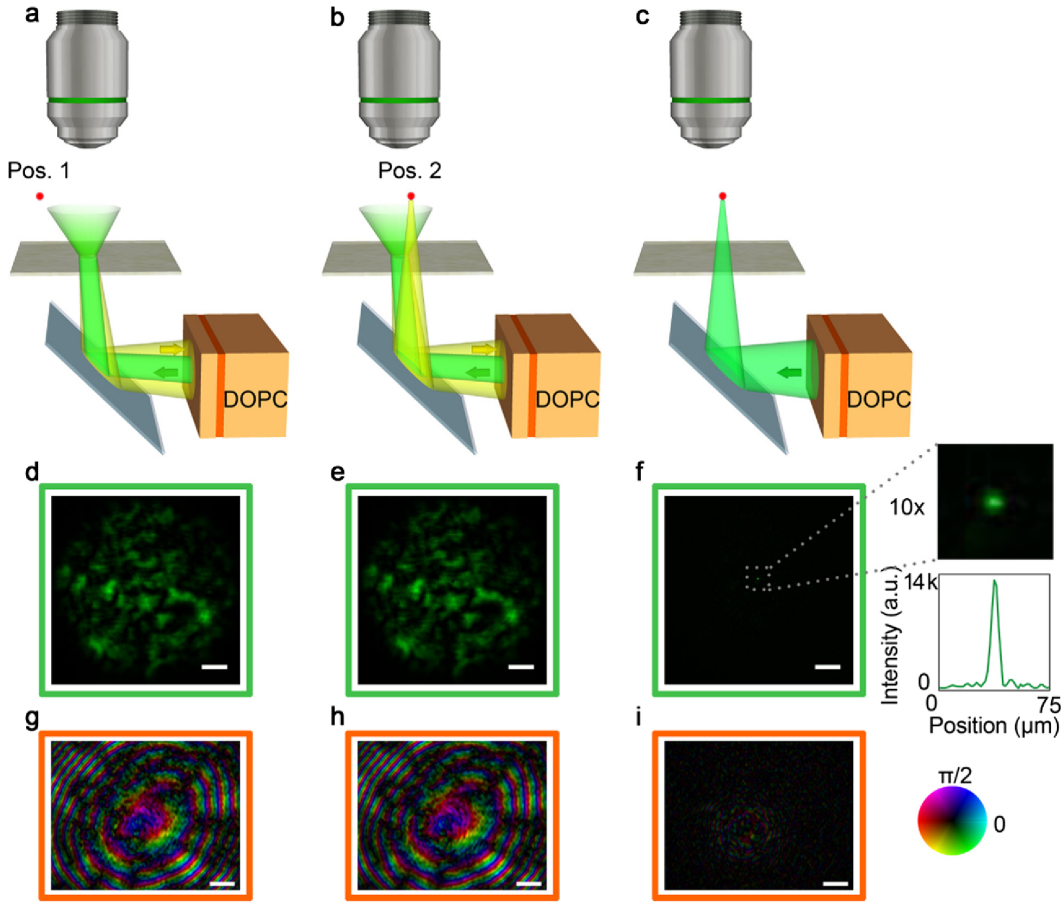 a
b
c
Pos. 1
Pos. 2
DOPC
DOPC
DOPC
d
e
f
10x
14k
0
Intensity (a.u.)
0
75
Position (µm)
g
h
i
π/2
0